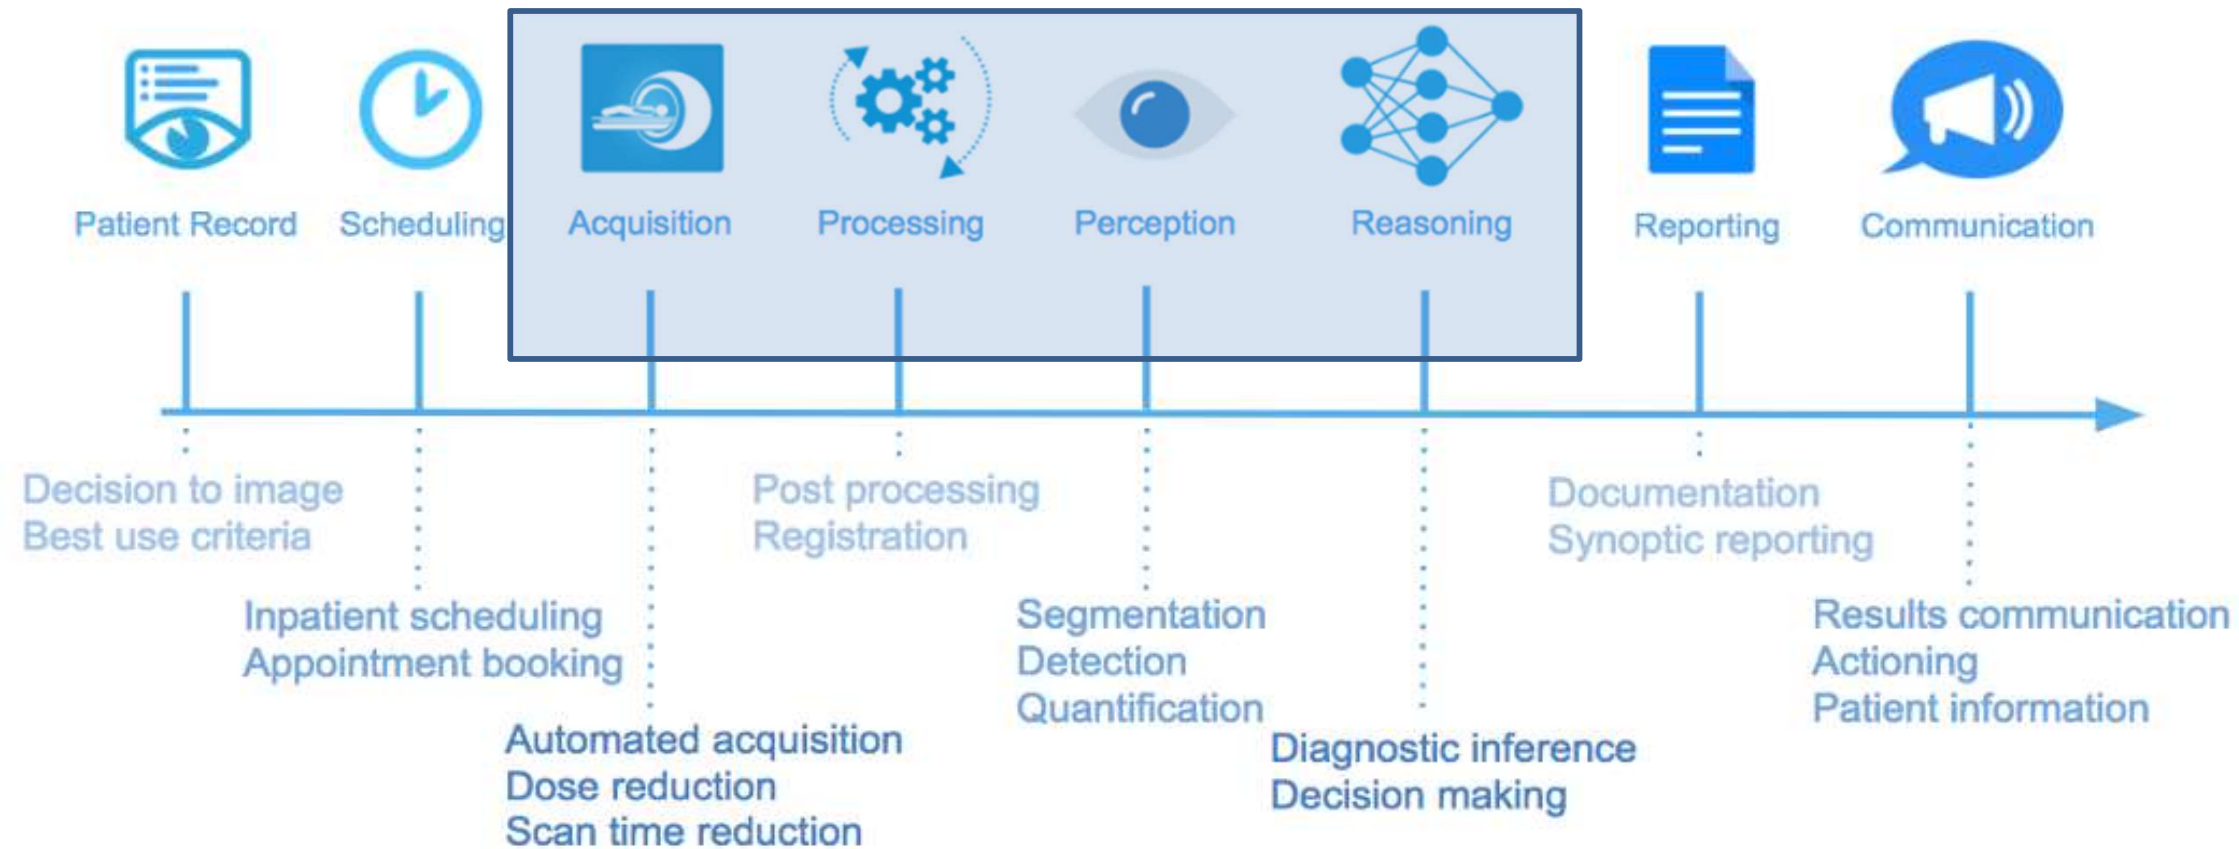 Patient Record
Scheduling
Acquisition
Processing
Perception
Reasoning
Reporting
Communication
Decision to image
Best use criteria
Inpatient scheduling
Appointment booking
Automated acquisition
Dose reduction
Scan time reduction
Post processing
Registration
Segmentation
Detection
Quantification
Diagnostic inference
Decision making
Documentation
Synoptic reporting
Results communication
Actioning
Patient information